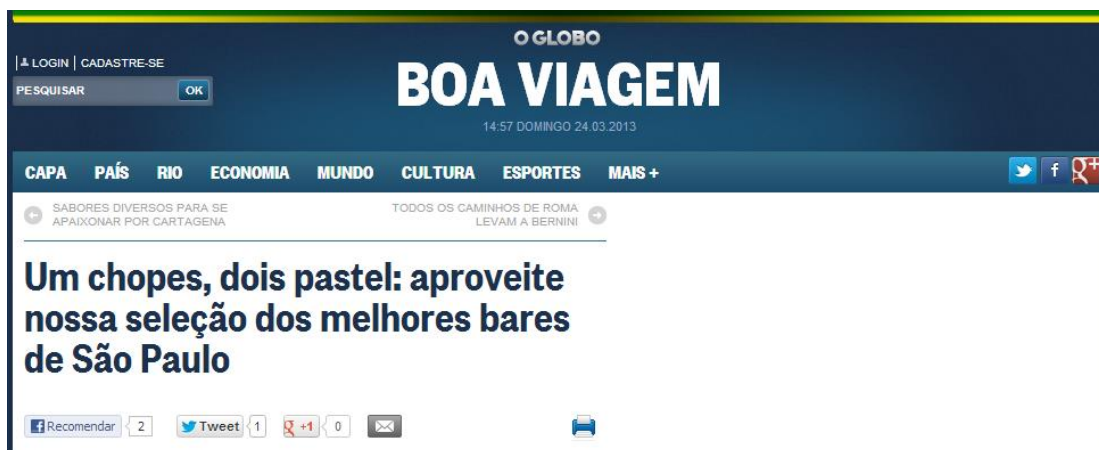 O GLOBO
LOGIN | CADASTRE-SE
PESQUISAR OK
BOA VIAGEM
14:57 DOMINGO 24.03.2013
CAPA PAÍS RIO ECONOMIA MUNDO CULTURA ESPORTES MAIS +
SABORES DIVERSOS PARA SE
APAIXONAR POR CARTAGENA
TODOS OS CAMINHOS DE ROMA
LEVAM A BERNINI
Um chopes, dois pastel: aproveite
nossa seleção dos melhores bares
de São Paulo
Recomendar 2 Tweet 1 +1 0